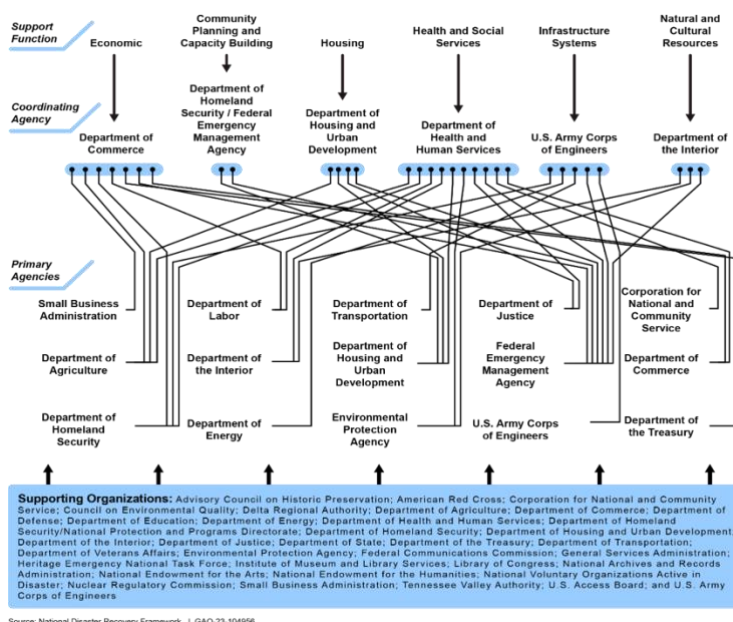 Support
Function
Economic
Community
Planning and
Capacity Building
Housing
Health and Social
Services
Infrastructure
Systems
Natural and
Cultural
Resources
Coordinating
Agency
Department of
Commerce
Department of
Homeland
Security / Federal
Emergency
Management
Agency
Department of
Housing and
Urban
Development
Department of
Health and
Human Services
U.S. Army Corps
of Engineers
Department of
the Interior
Primary
Agencies
Small Business
Administration
Department of
Labor
Department of
Transportation
Department of
Justice
Corporation for
National and
Community
Service
Department of
Agriculture
Department of
the Interior
Department of
Housing and
Urban
Development
Federal
Emergency
Management
Agency
Department of
Commerce
Department of
Homeland
Security
Department of
Energy
Environmental
Protection
Agency
U.S. Army Corps
of Engineers
Department of
the Treasury
Supporting Organizations: Advisory Council on Historic Preservation; American Red Cross; Corporation for National and Community
Service; Council on Environmental Quality; Delta Regional Authority; Department of Agriculture; Department of Commerce; Department of
Defense; Department of Education; Department of Energy; Department of Health and Human Services; Department of Homeland
Security/National Protection and Programs Directorate; Department of Homeland Security; Department of Housing and Urban Development
Department of the Interior; Department of Justice; Department of State; Department of the Treasury; Department of Transportation;
Department of Veterans Affairs; Environmental Protection Agency; Federal Communications Commission; General Services Administration;
Heritage Emergency National Task Force; Institute of Museum and Library Services; Library of Congress; National Archives and Records
Administration; National Endowment for the Arts; National Endowment for the Humanities; National Voluntary Organizations Active in
Disaster; Nuclear Regulatory Commission; Small Business Administration; Tennessee Valley Authority; U.S. Access Board; and U.S. Army
Corps of Engineers
Source: National Disaster Recovery Framework. | GAO-23-104956